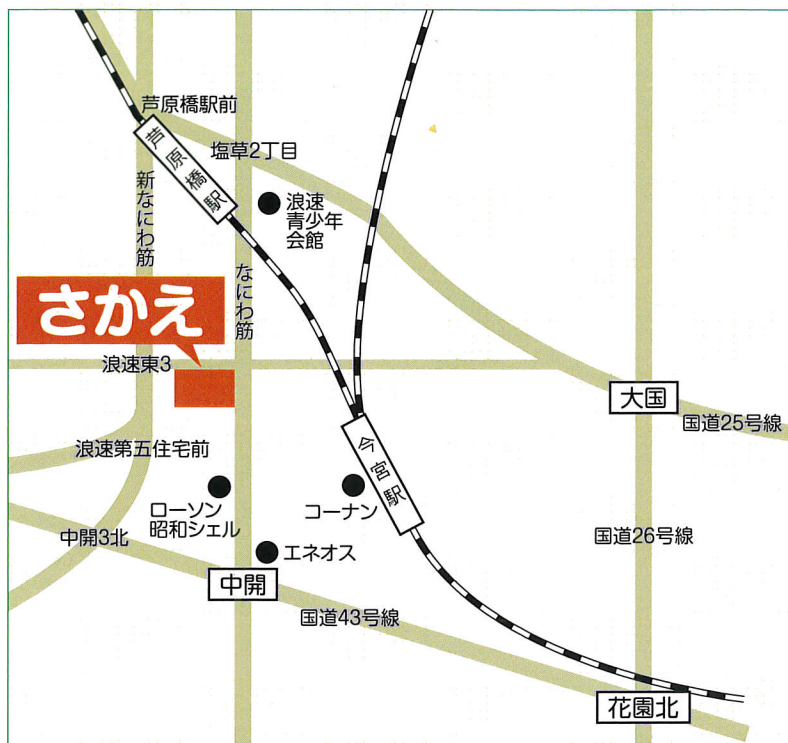 芦原橋駅前
芦原橋駅
塩草2丁目
浪速
青少年
会館
新なにわ筋
なにわ筋
さかえ
浪速東3
大国
国道25号線
浪速第五住宅前
今宮駅
ローソン
昭和シェル
コーナン
中開3北
エネオス
国道26号線
中開
国道43号線
花園北